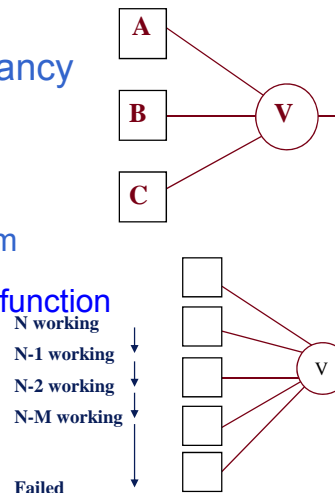 A
ancy
B
V
C
m
function
N working
N-1 working
N-2 working
V
N-M working
Failed